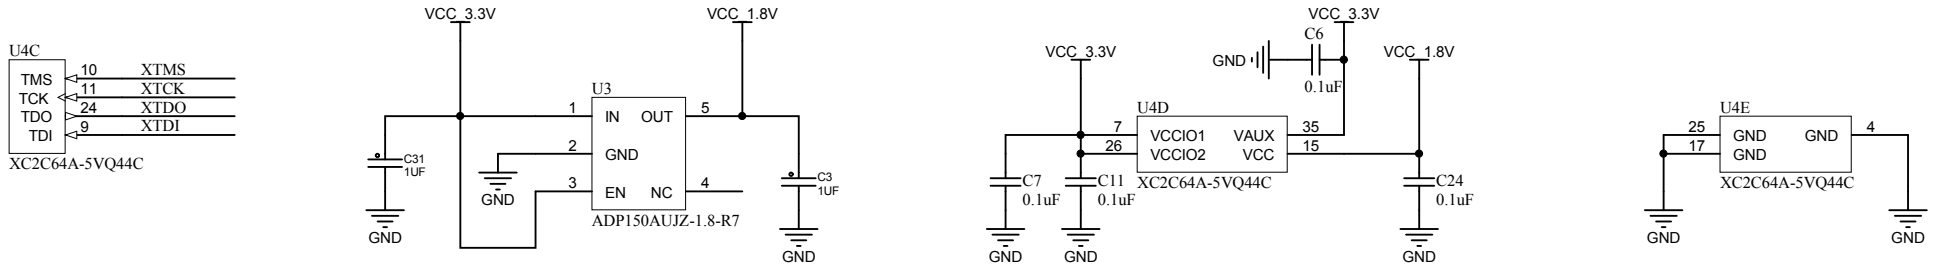 U4C
TMS 10 XTMS
TCK 11 XTCK
TDO 24 XTDO
TDI 9 XTDI
XC2C64A-5VQ44C
VCC_3.3V
VCC_1.8V
U3
1 IN OUT 5
2 GND
3 EN NC 4
ADP150AUJZ-1.8-R7
C31
1UF
GND
GND
C3
1UF
GND
VCC_3.3V
VCC_3.3V
VCC_1.8V
C6
GND
0.1uF
U4D
7 VCCIO1 VAUX 35
26 VCCIO2 VCC 15
XC2C64A-5VQ44C
C7
0.1uF
GND
C11
0.1uF
GND
C24
0.1uF
GND
U4E
25 GND GND 4
17 GND
XC2C64A-5VQ44C
GND
GND